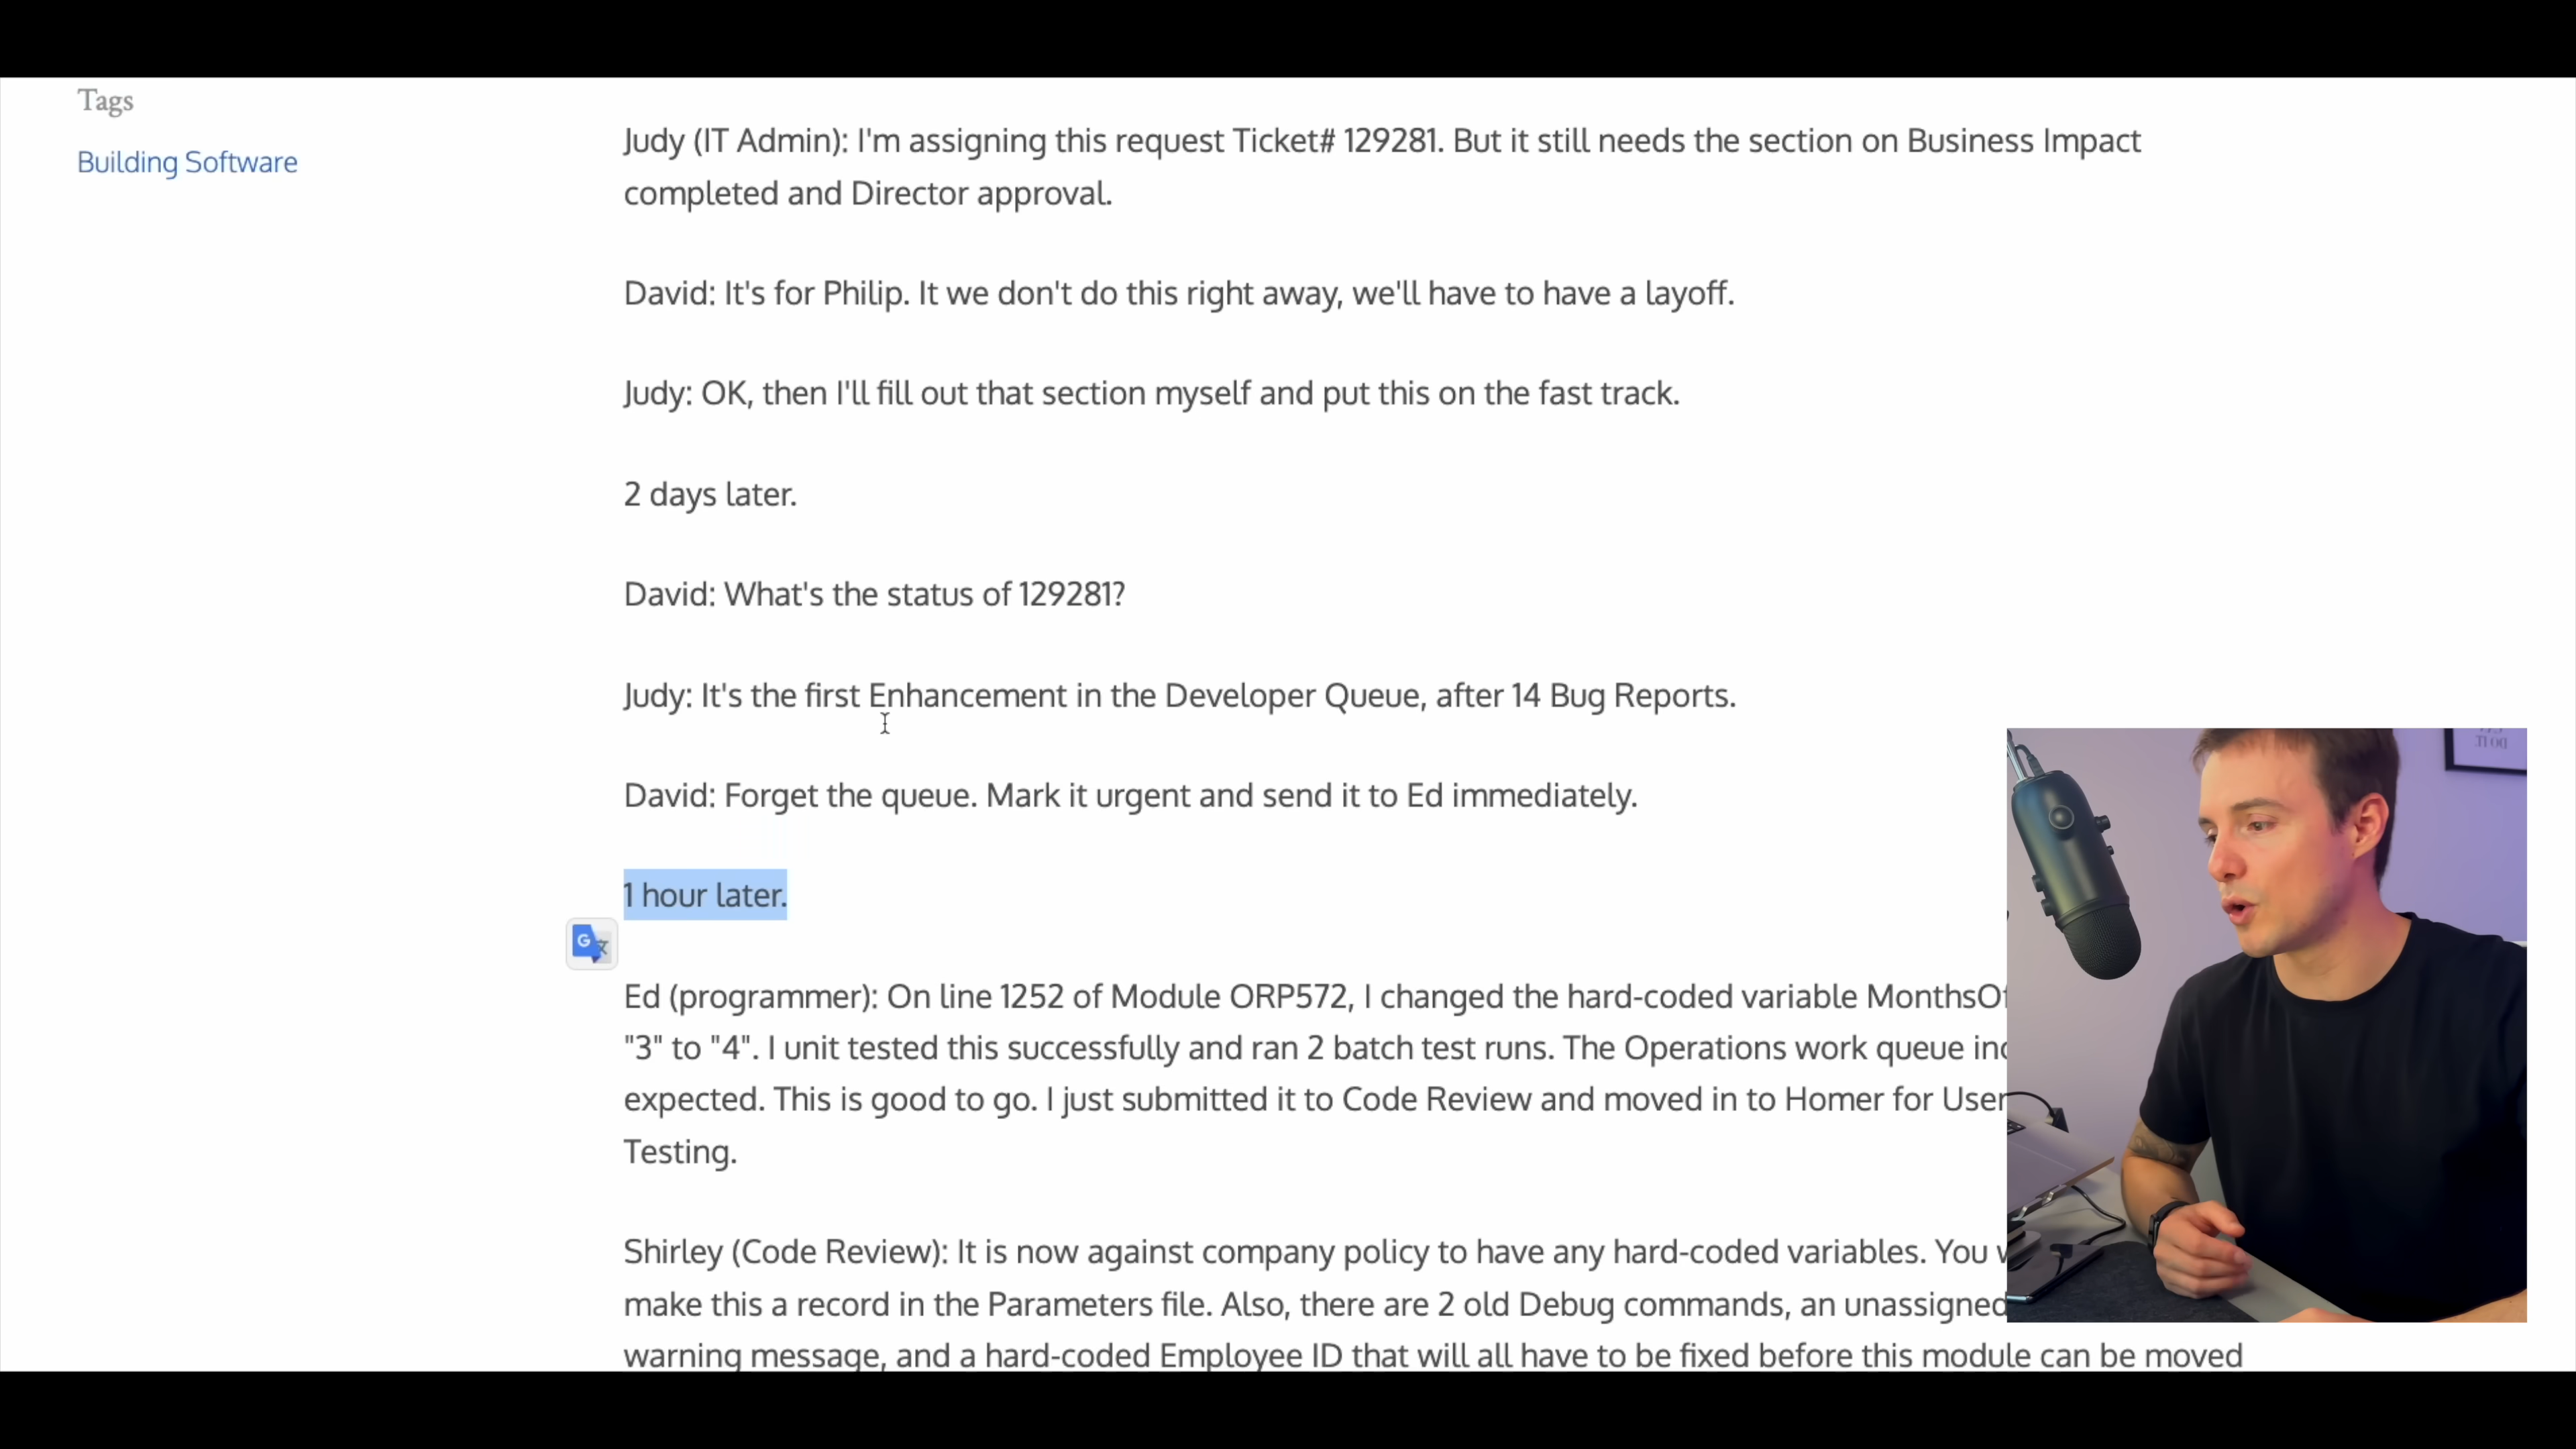 Tags
Building Software
Judy (IT Admin): I'm assigning this request Ticket# 129281. But it still needs the section on Business Impact
completed and Director approval.
David: It's for Philip. It we don't do this right away, we'll have to have a layoff.
Judy: OK, then I'll fill out that section myself and put this on the fast track.
2 days later.
David: What's the status of 129281?
Judy: It's the first Enhancement in the Developer Queue, after 14 Bug Reports.
David: Forget the queue. Mark it urgent and send it to Ed immediately.
1 hour later.
Ed (programmer): On line 1252 of Module ORP572, I changed the hard-coded variable
"3" to "4". I unit tested this successfully and ran 2 batch test runs. The Operations work queue
expected. This is good to go. I just submitted it to Code Review and moved in to Homer for User
Testing.
Shirley (Code Review): It is now against company policy to have any hard-coded variables. You
make this a record in the Parameters file. Also, there are 2 old Debug commands, an unassigned
warning message, and a hard-coded Employee ID that will all have to be fixed before this module can be moved